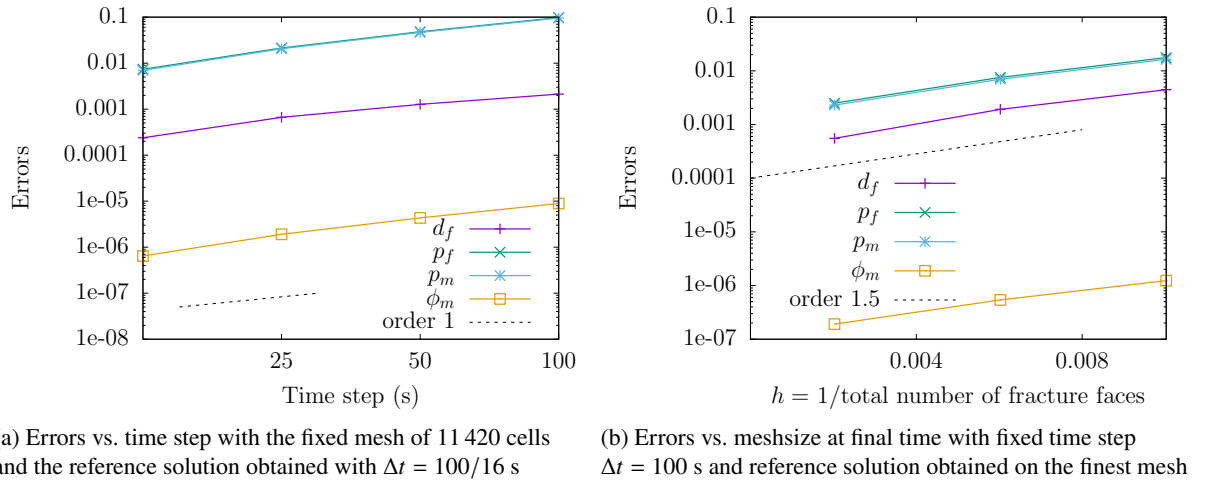 0.1
0.01
0.001
0.0001
1e-05
1e-06
1e-07
1e-08
Errors
25
50
100
Time step (s)
d_f
p_f
p_m
ϕ_m
order 1
(a) Errors vs. time step with the fixed mesh of 11 420 cells
and the reference solution obtained with Δt = 100/16 s
0.1
0.01
0.001
0.0001
1e-05
1e-06
1e-07
Errors
0.004
0.008
h = 1/total number of fracture faces
d_f
p_f
p_m
ϕ_m
order 1.5
(b) Errors vs. meshsize at final time with fixed time step
Δt = 100 s and reference solution obtained on the finest mesh